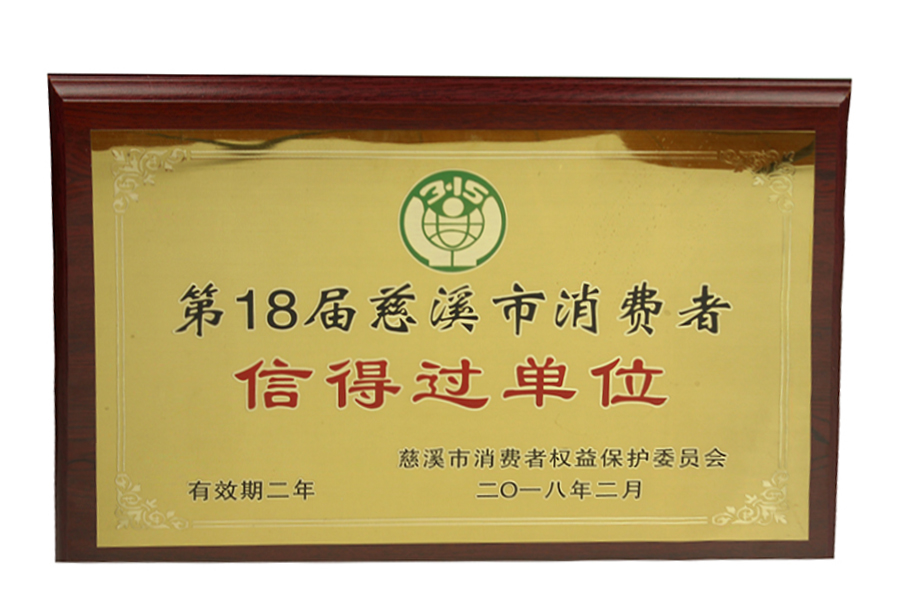 3·15
第18届慈溪市消费者
信得过单位
慈溪市消费者权益保护委员会
有效期二年
二〇一八年二月